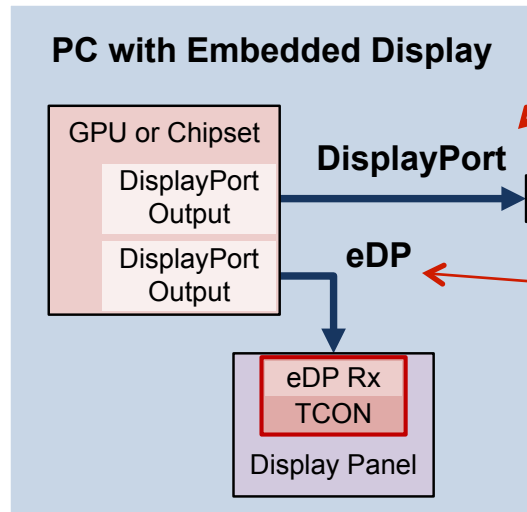 PC with Embedded Display
GPU or Chipset
DisplayPort
Output
DisplayPort
DisplayPort
Output
eDP
eDP Rx
TCON
Display Panel